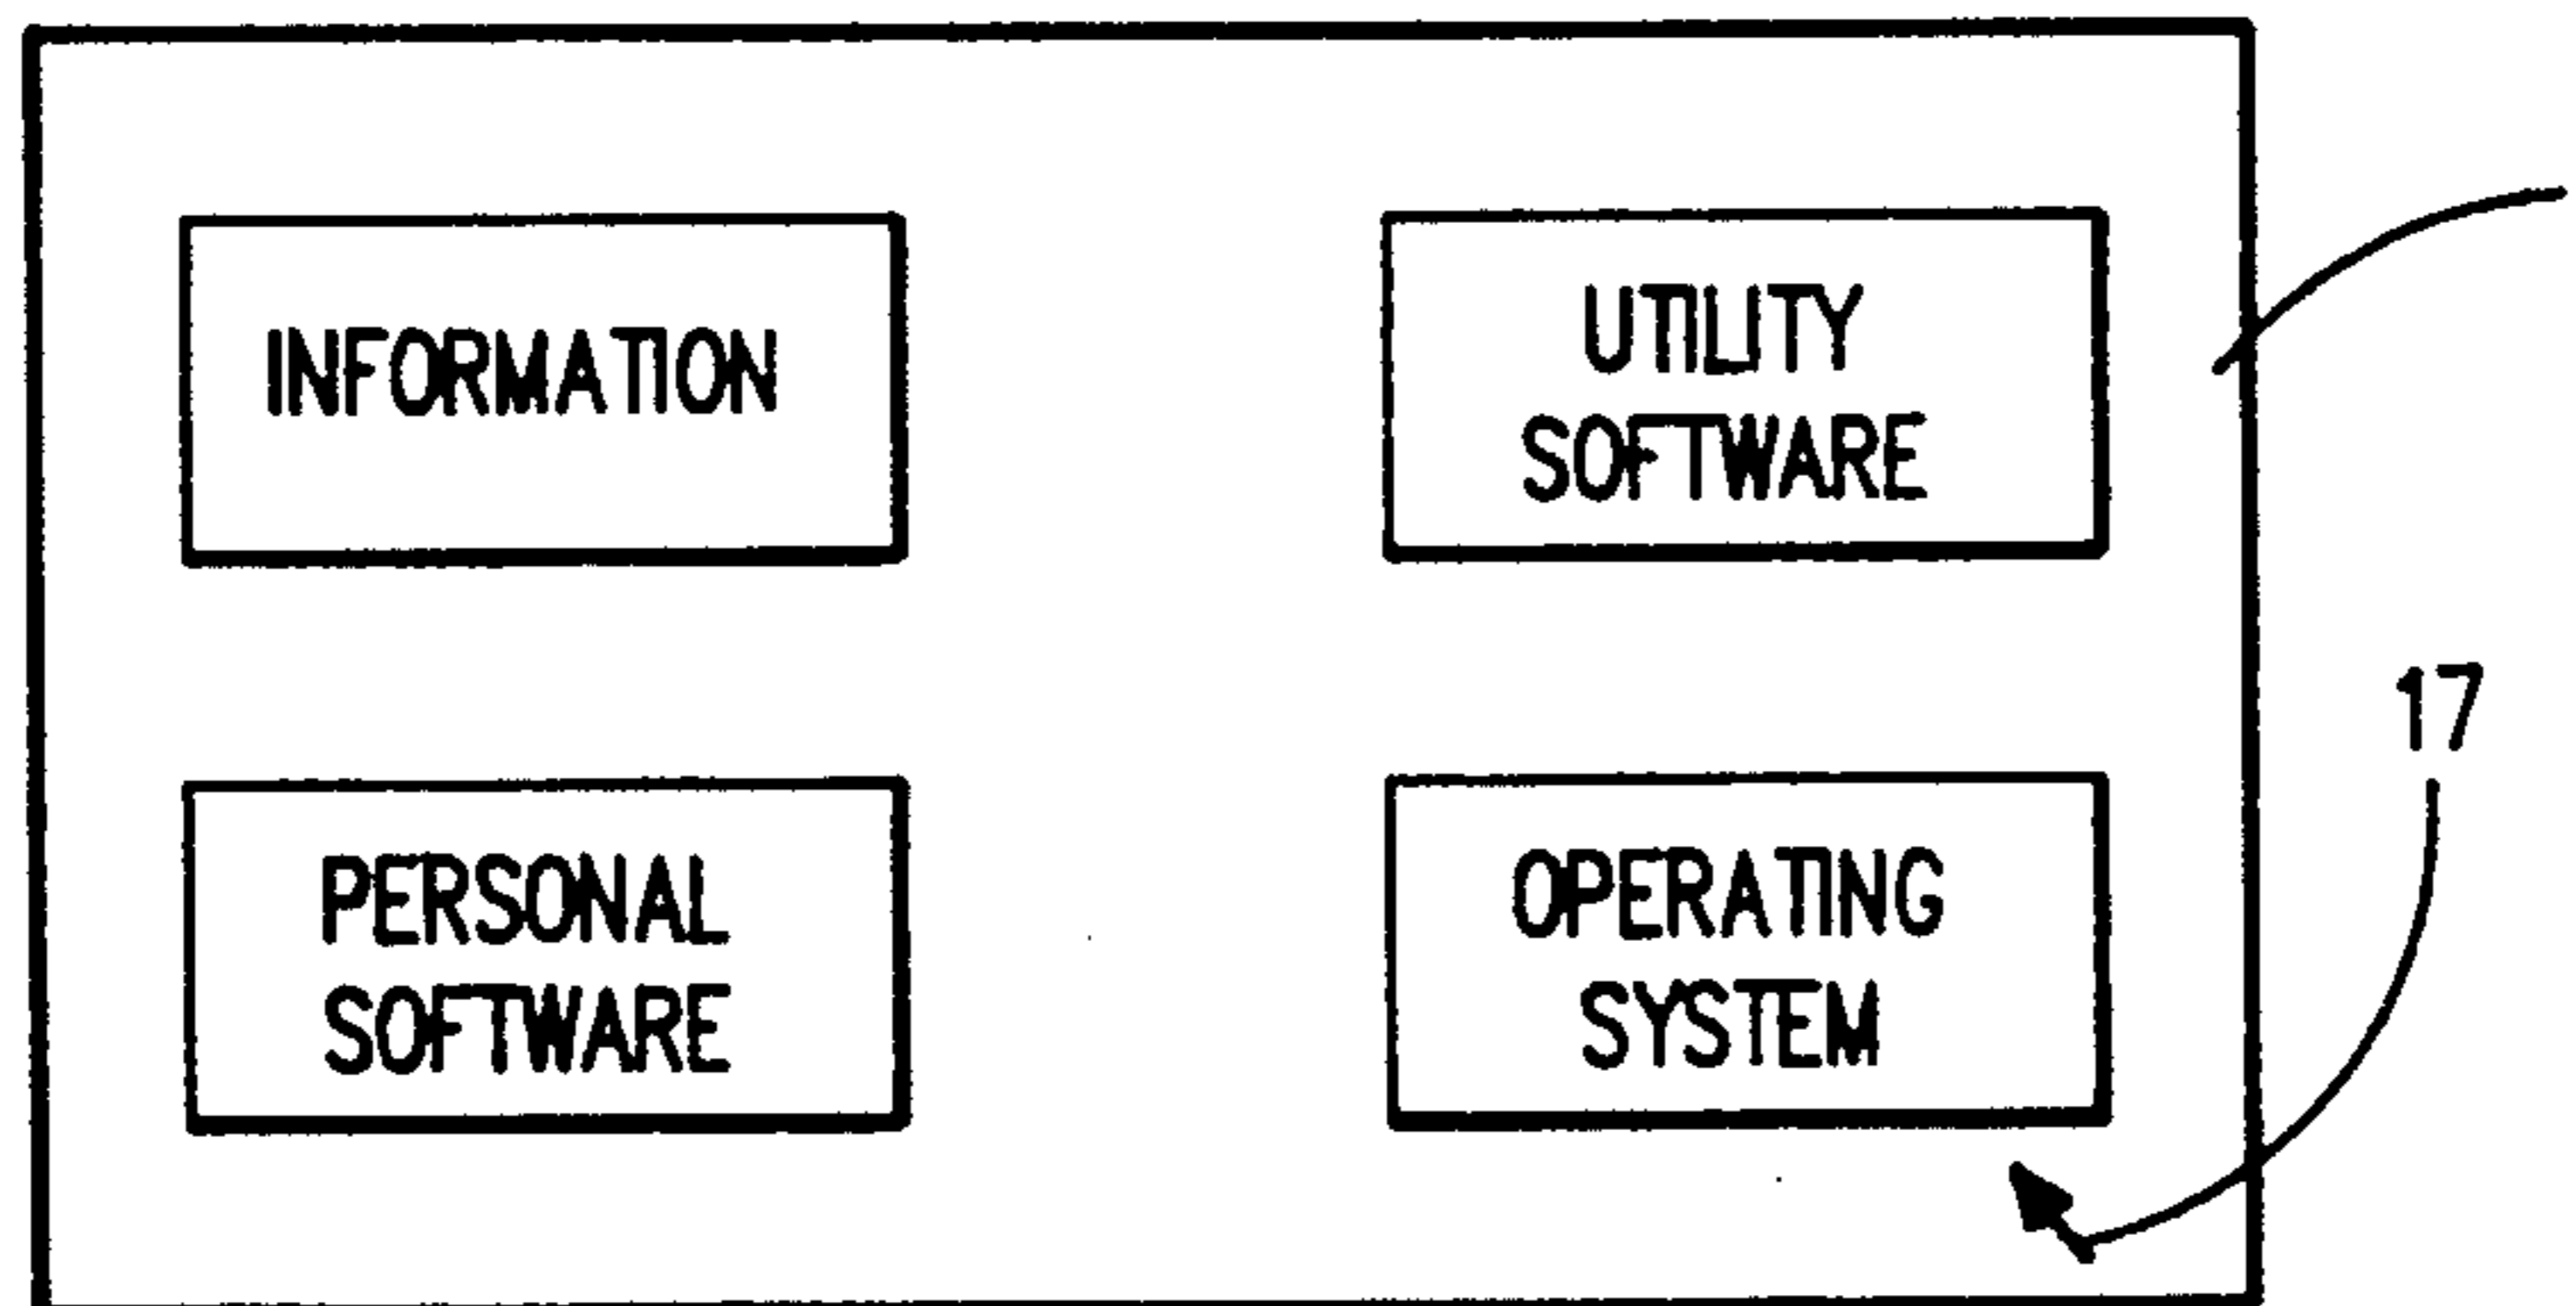 INFORMATION
UTILITY
SOFTWARE
17
PERSONAL
SOFTWARE
OPERATING
SYSTEM